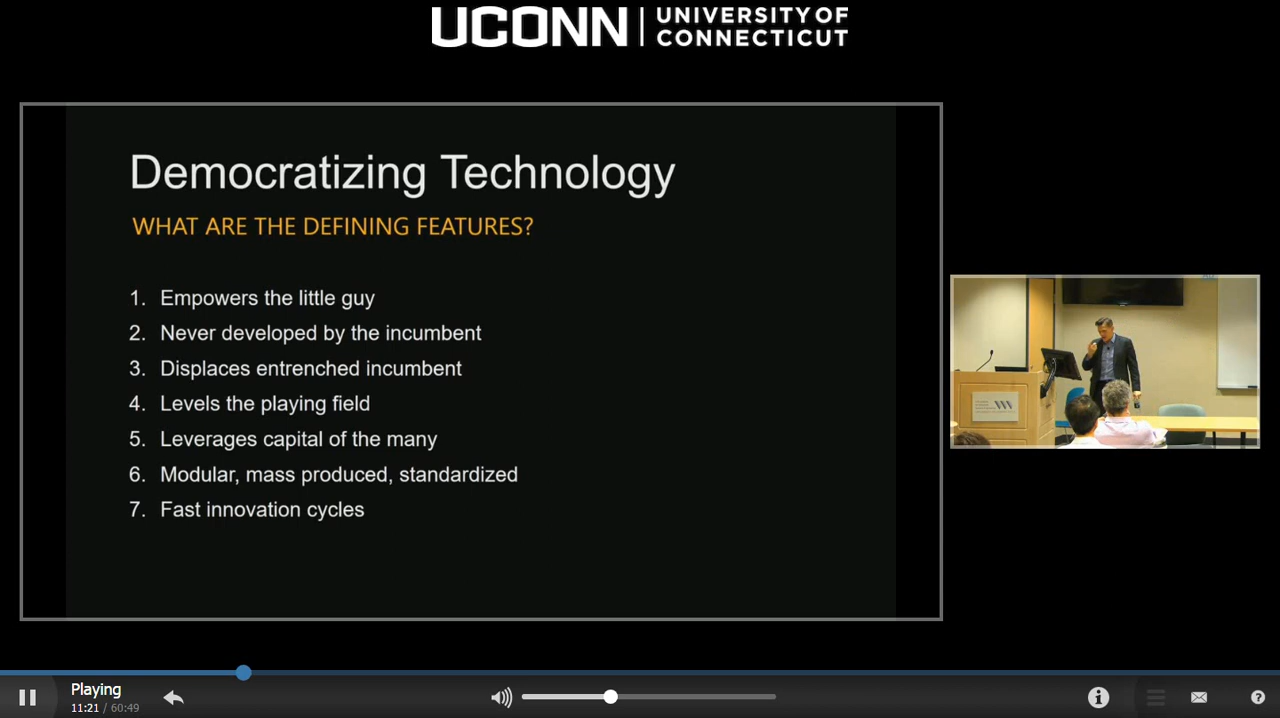 UCONN
UNIVERSITY OF
CONNECTICUT
Democratizing Technology
WHAT ARE THE DEFINING FEATURES?
1. Empowers the little guy
2. Never developed by the incumbent
3. Displaces entrenched incumbent
4. Levels the playing field
5. Leverages capital of the many
6. Modular, mass produced, standardized
7. Fast innovation cycles
Playing
11:21 / 60:49